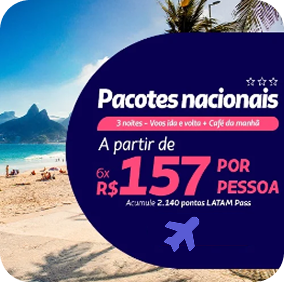 Pacotes nacionais
3 noites - Voos ida e volta + Café da manhã
A partir de
6x R$157 POR PESSOA
Acumule 2.140 pontos LATAM Pass